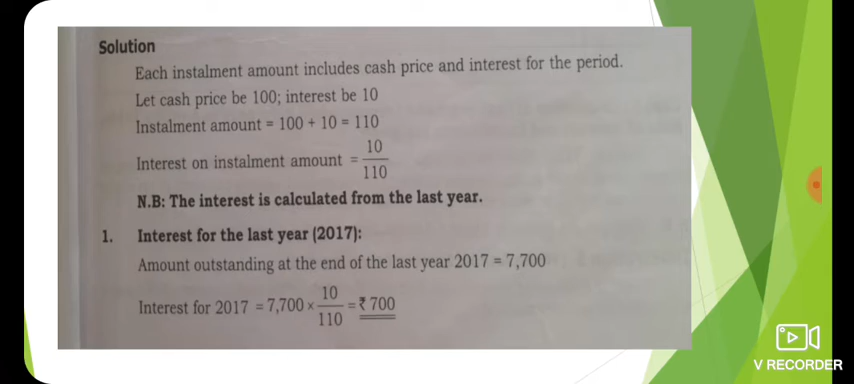 Solution
Each instalment amount includes cash price and interest for the period.
Let cash price be 100; interest be 10
Instalment amount = 100 + 10 = 110
Interest on instalment amount = 10/110
N.B: The interest is calculated from the last year.
1. Interest for the last year (2017):
Amount outstanding at the end of the last year 2017 = 7,700
Interest for 2017 = 7,700 × 10/110 = ₹ 700
V RECORDER